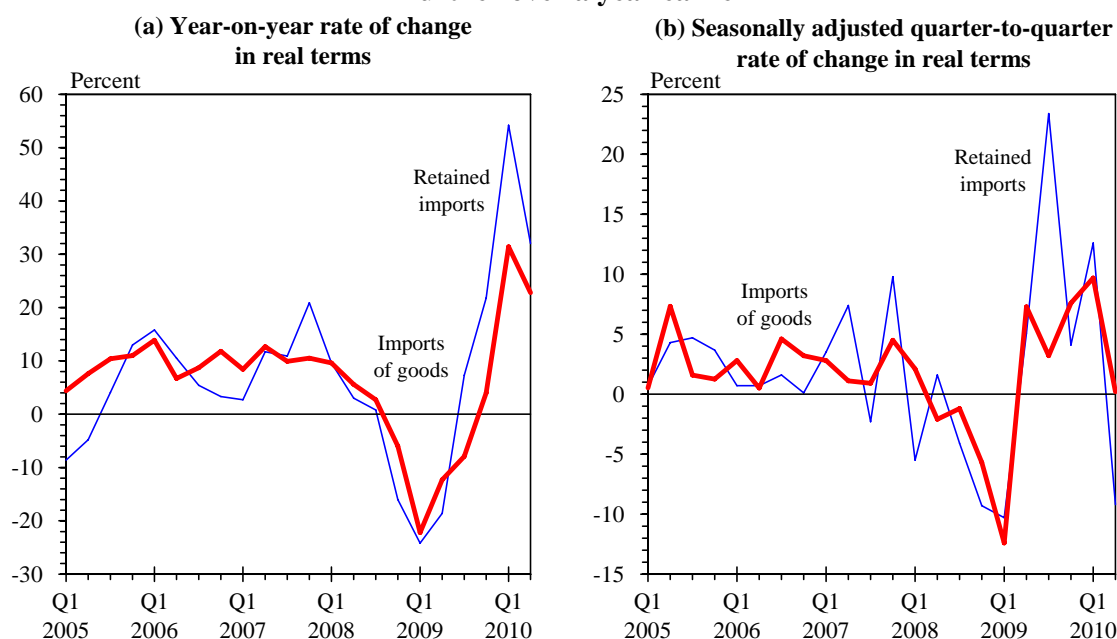 (a) Year-on-year rate of change
in real terms
Percent
60
50
40
30
20
10
0
-10
-20
-30
Retained
imports
Imports
of goods
Q1 Q1 Q1 Q1 Q1 Q1
2005 2006 2007 2008 2009 2010
(b) Seasonally adjusted quarter-to-quarter
rate of change in real terms
Percent
25
20
15
10
5
0
-5
-10
-15
Retained
imports
Imports
of goods
Q1 Q1 Q1 Q1 Q1 Q1
2005 2006 2007 2008 2009 2010